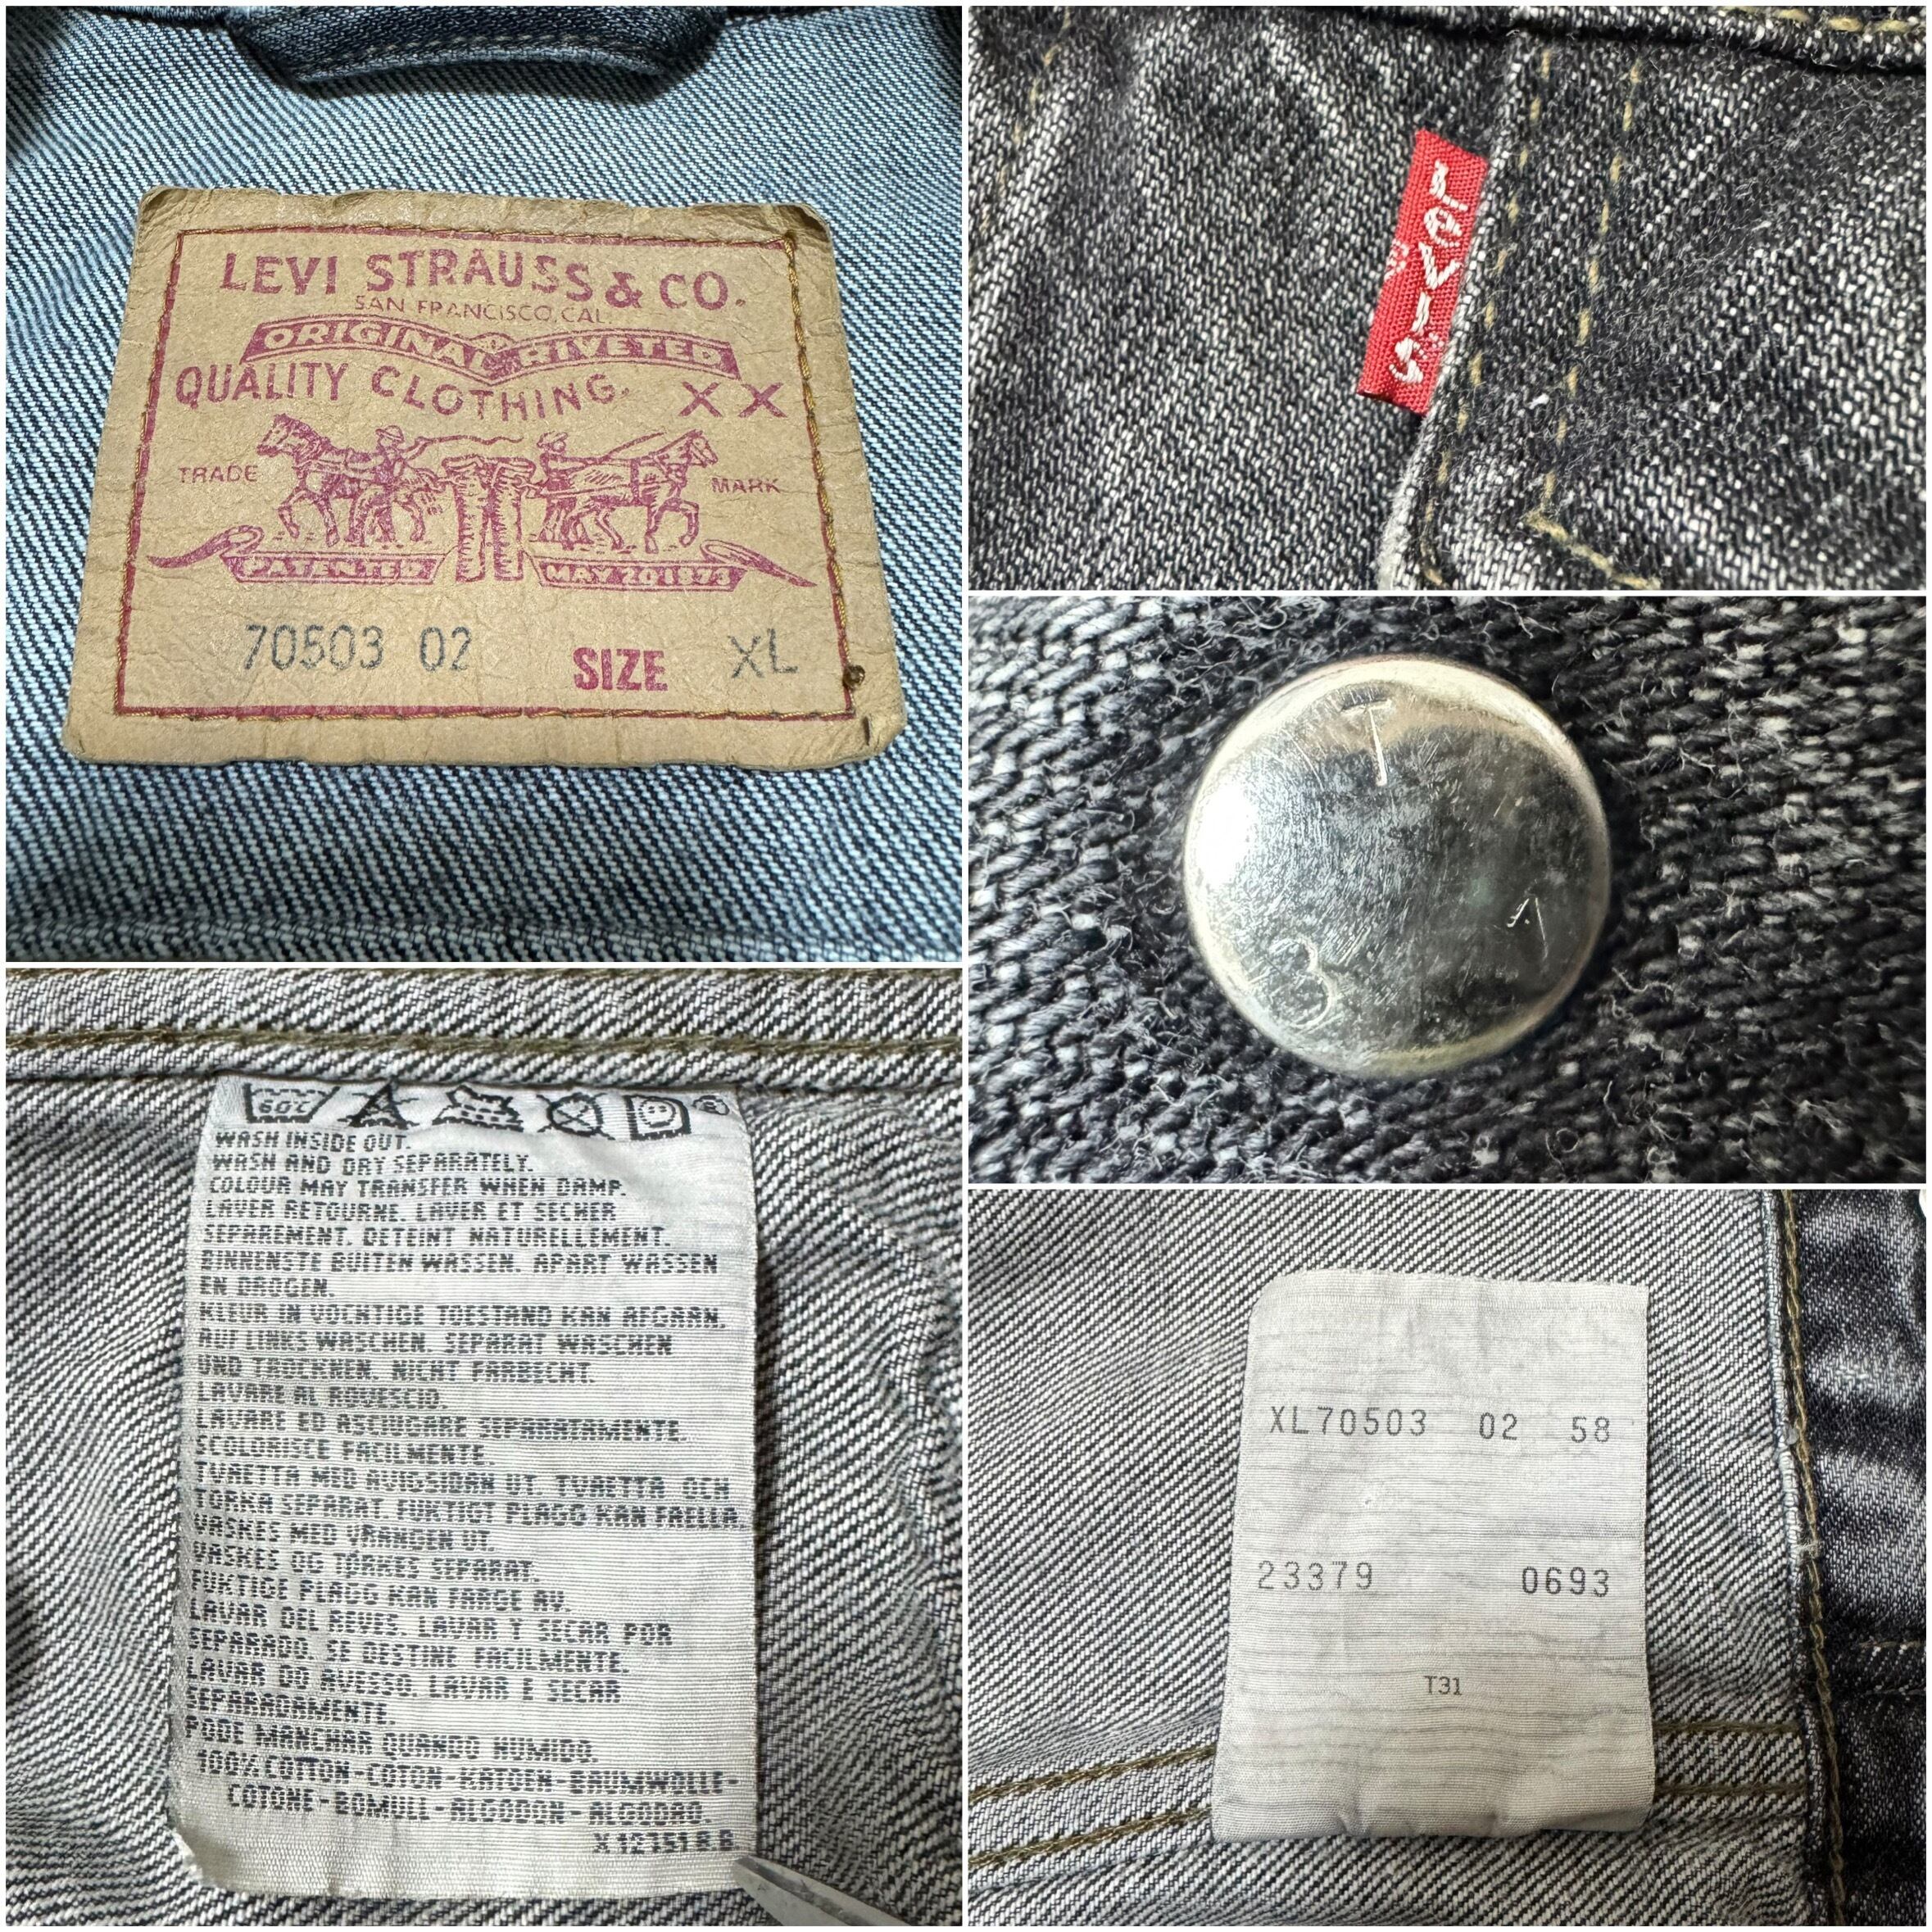 LEVI STRAUSS & CO.
SAN FRANCISCO, CAL.
ORIGINAL RIVETED
QUALITY CLOTHING. XX
TRADE MARK
PATENTED MAY 20 1873
70503 02 SIZE XL
Levi's
T
3
60C
WASH INSIDE OUT.
WASH AND DRY SEPARATELY.
COLOUR MAY TRANSFER WHEN DAMP.
LAVER RETOURNE. LAVER ET SECHER
SEPAREMENT. DETEINT NATURELLEMENT.
BINNENSTE BUITEN WASSEN. APART WASSEN
EN DROGEN.
KLEUR IN VOCHTIGE TOESTAND KAN AFGAAN.
AUF LINKS WASCHEN. SEPARAT WASCHEN
UND TROCKNEN. NICHT FARBECHT.
LAVARE AL ROVESCIO.
LAVARE ED ASCIUGARE SEPARATAMENTE.
SCOLORISCE FACILMENTE.
TVAETTA MED AVIGSIDAN UT. TVAETTA OCH
TORKA SEPARAT. FUKTIGT PLAGG KAN FAELLA
VASKES MED VRANGEN UT.
VASKES OG TØRKES SEPARAT.
FUKTIGE PLAGG KAN FARGE AV.
LAVAR DEL REVES. LAVAR Y SECAR POR
SEPARADO. SE DESTINE FACILMENTE.
LAVAR DO AVESSO. LAVAR E SECAR
SEPARADAMENTE.
PODE MANCHAR QUANDO HUMIDO.
100% COTTON-COTON-KATOEN-BAUMWOLLE-
COTONE-BOMULL-ALGODON-ALGODAO
XL70503 02 58
23379 0693
T31